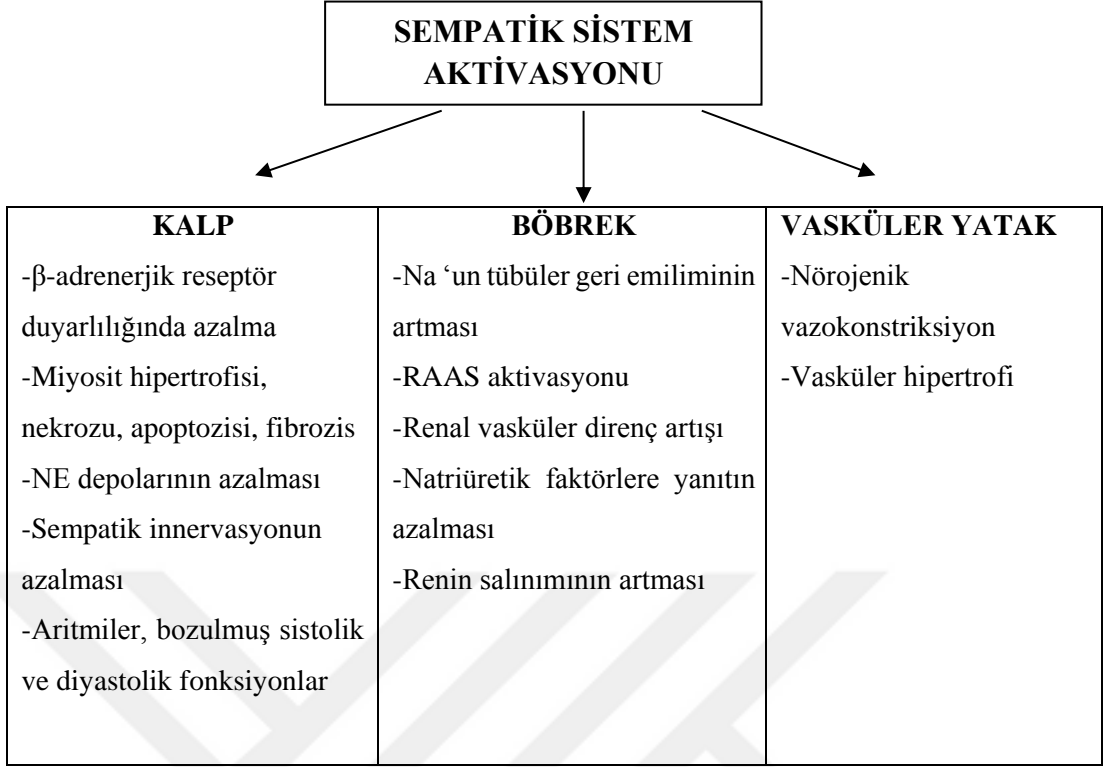 SEMPATİK SİSTEM
AKTİVASYONU
KALP
-β-adrenerjik reseptör
duyarlılığında azalma
-Miyosit hipertrofisi,
nekrozu, apoptozisi, fibrozis
-NE depolarının azalması
-Sempatik innervasyonun
azalması
-Aritmiler, bozulmuş sistolik
ve diyastolik fonksiyonlar
BÖBREK
-Na ‘un tübüler geri emiliminin
artması
-RAAS aktivasyonu
-Renal vasküler direnç artışı
-Natriüretik faktörlere yanıtın
azalması
-Renin salınımının artması
VASKÜLER YATAK
-Nörojenik
vazokonstriksiyon
-Vasküler hipertrofi